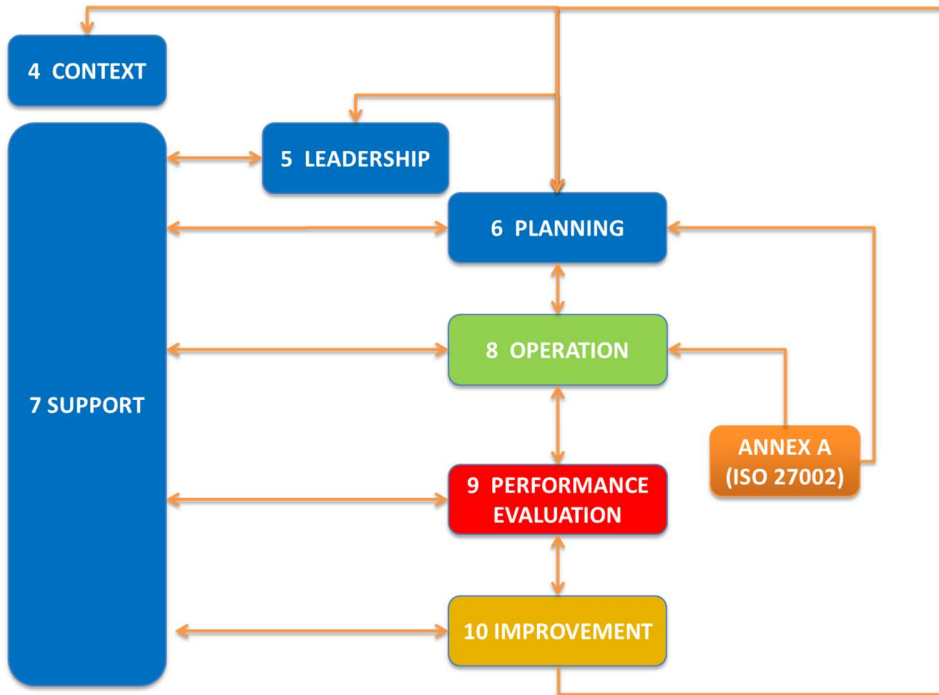 4 CONTEXT
5 LEADERSHIP
6 PLANNING
8 OPERATION
7 SUPPORT
ANNEX A
(ISO 27002)
9 PERFORMANCE
EVALUATION
10 IMPROVEMENT